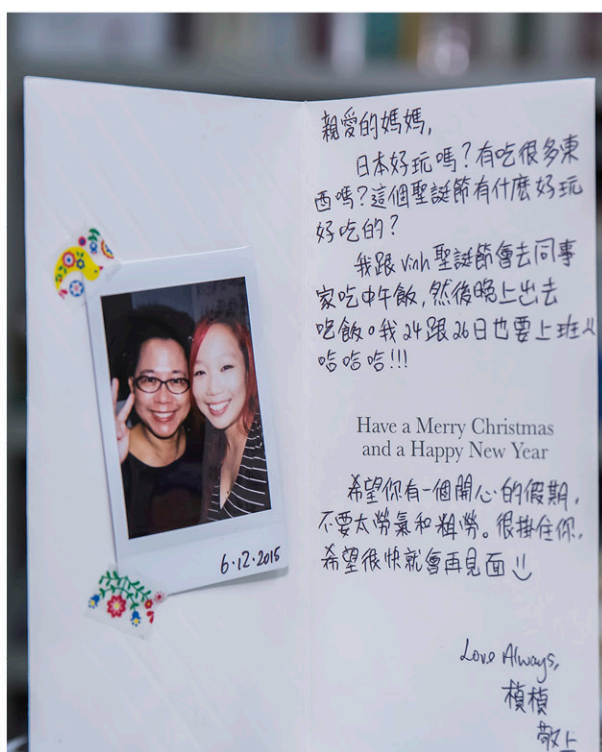 親愛的媽媽,
日本好玩嗎?有吃很多東
西嗎?這個聖誕節有什麼好玩
好吃的?
我跟 Vinh 聖誕節會去同事
家吃中午飯,然後晚上出去
吃飯。我24跟26日也要上班
哈哈哈!!!
Have a Merry Christmas
and a Happy New Year
希望你有一個開心的假期,
不要太勞氣和粗勞。很掛住你,
希望很快就會再見面
Love Always,
楨楨
敬上
6·12·2015